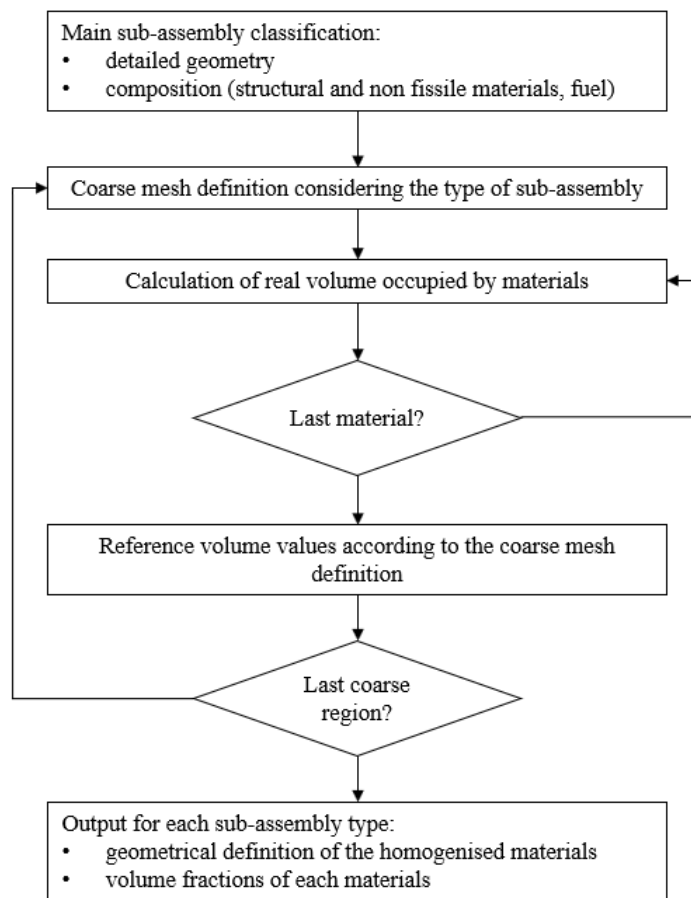 Main sub-assembly classification:
• detailed geometry
• composition (structural and non fissile materials, fuel)
Coarse mesh definition considering the type of sub-assembly
Calculation of real volume occupied by materials
Last material?
Reference volume values according to the coarse mesh
definition
Last coarse
region?
Output for each sub-assembly type:
• geometrical definition of the homogenised materials
• volume fractions of each materials